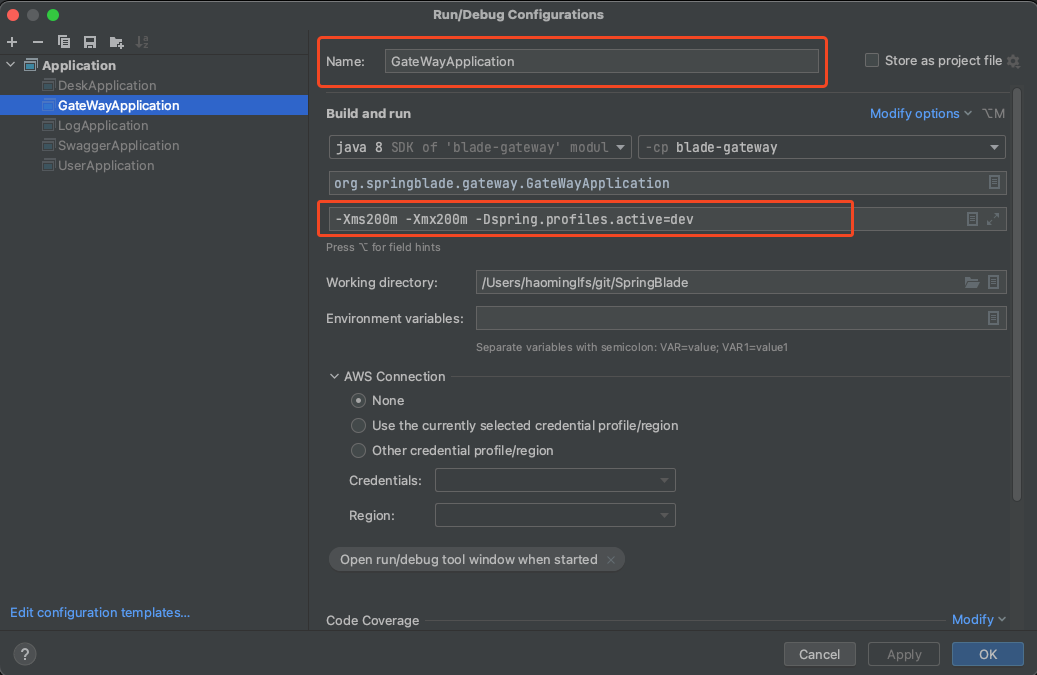 Run/Debug Configurations
Application
DeskApplication
GateWayApplication
LogApplication
SwaggerApplication
UserApplication
Edit configuration templates...
Name: GateWayApplication
Store as project file
Build and run
Modify options ⌥M
java 8 SDK of 'blade-gateway' modul
-cp blade-gateway
org.springblade.gateway.GateWayApplication
-Xms200m -Xmx200m -Dspring.profiles.active=dev
Press ⌥ for field hints
Working directory: /Users/haominglfs/git/SpringBlade
Environment variables:
Separate variables with semicolon: VAR=value; VAR1=value1
AWS Connection
None
Use the currently selected credential profile/region
Other credential profile/region
Credentials:
Region:
Open run/debug tool window when started ×
Code Coverage
Modify
?
Cancel
Apply
OK